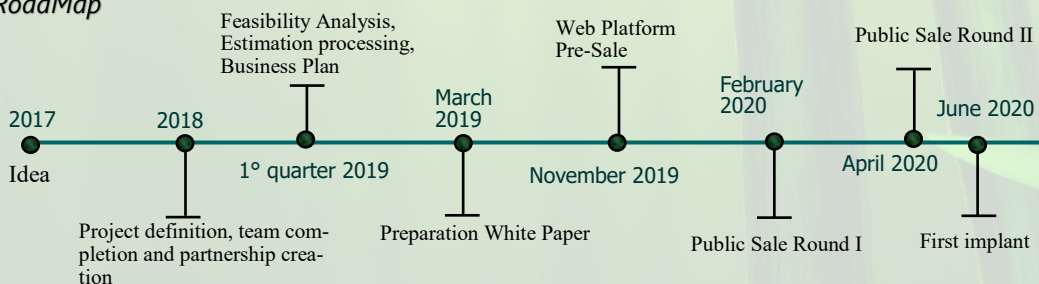 RoadMap
2017
Idea
2018
Project definition, team com-
pletion and partnership crea-
tion
Feasibility Analysis,
Estimation processing,
Business Plan
1° quarter 2019
March
2019
Preparation White Paper
Web Platform
Pre-Sale
November 2019
February
2020
Public Sale Round I
Public Sale Round II
April 2020
June 2020
First implant